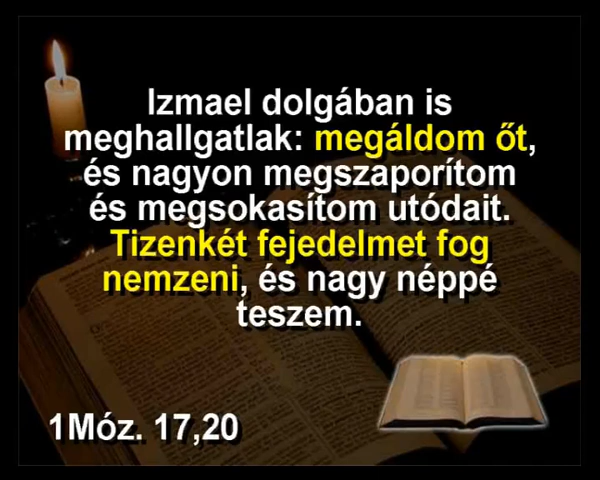 Izmael dolgában is
meghallgatlak: megáldom őt,
és nagyon megszaporítom
és megsokasítom utódait.
Tizenkét fejedelmet fog
nemzeni, és nagy néppé
teszem.
1Móz. 17,20